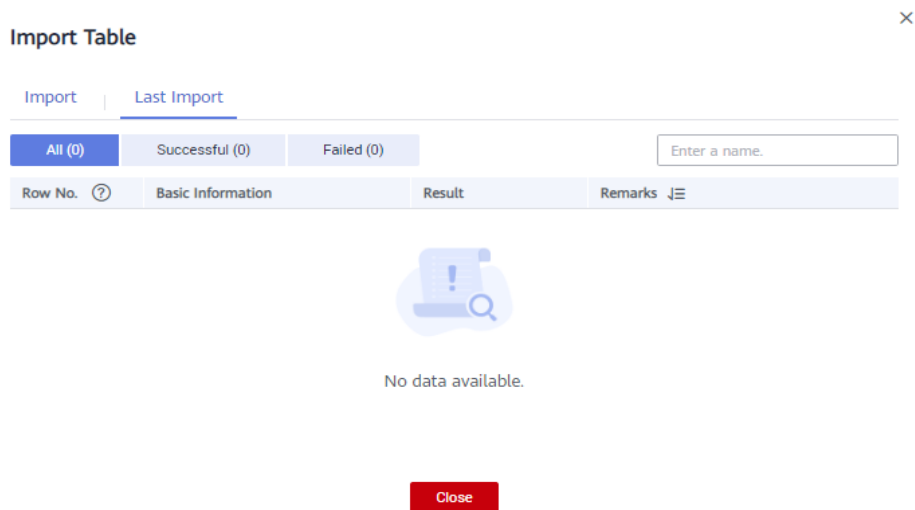 Import Table
Import Last Import
All (0) Successful (0) Failed (0) Enter a name.
Row No. Basic Information Result Remarks
No data available.
Close